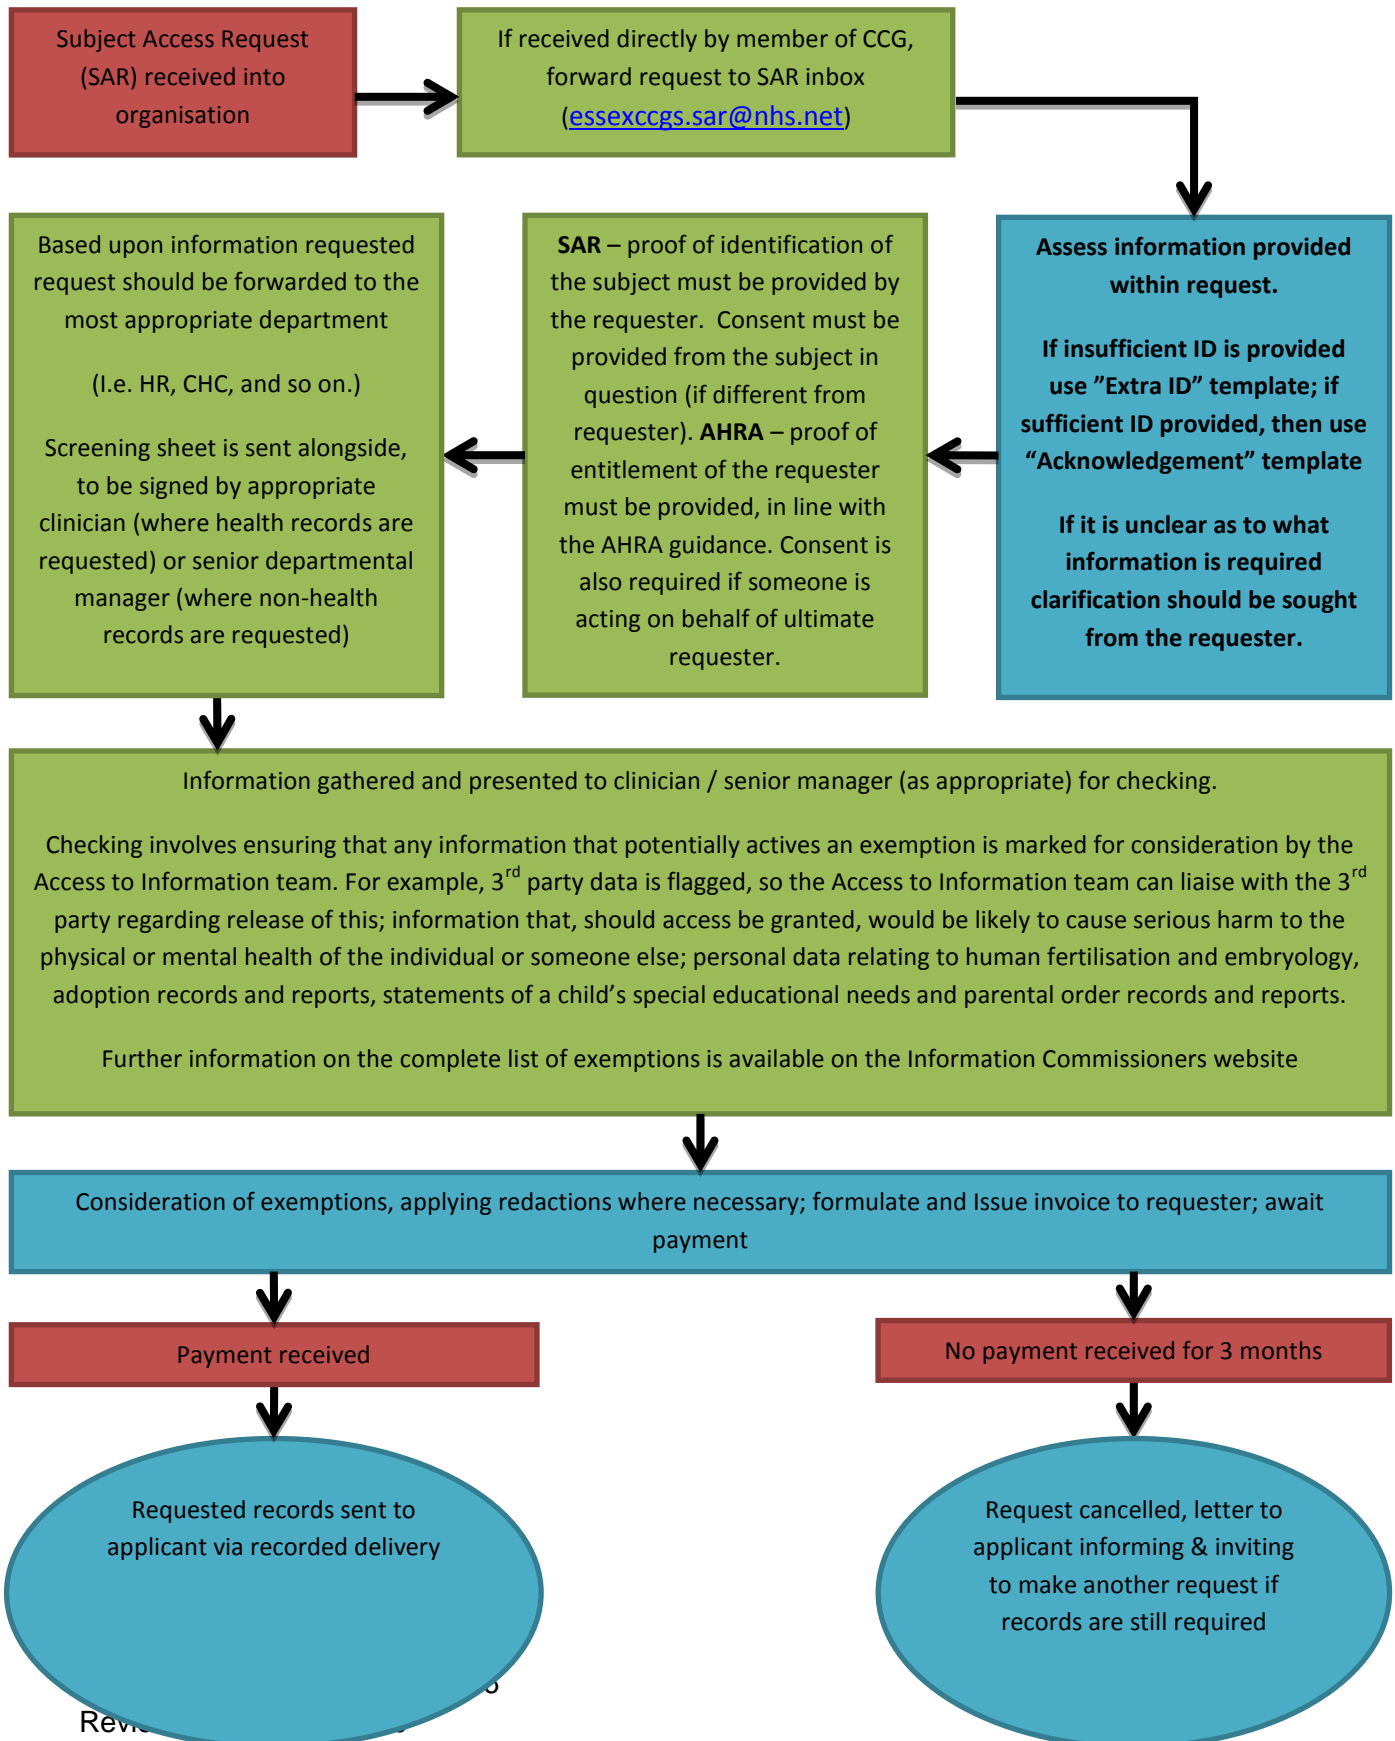 Subject Access Request
(SAR) received into
organisation
If received directly by member of CCG,
forward request to SAR inbox
(essexccgs.sar@nhs.net)
Assess information provided
within request.
If insufficient ID is provided
use ”Extra ID” template; if
sufficient ID provided, then use
“Acknowledgement” template
If it is unclear as to what
information is required
clarification should be sought
from the requester.
SAR – proof of identification of
the subject must be provided by
the requester.  Consent must be
provided from the subject in
question (if different from
requester). AHRA – proof of
entitlement of the requester
must be provided, in line with
the AHRA guidance. Consent is
also required if someone is
acting on behalf of ultimate
requester.
Based upon information requested
request should be forwarded to the
most appropriate department
(I.e. HR, CHC, and so on.)
Screening sheet is sent alongside,
to be signed by appropriate
clinician (where health records are
requested) or senior departmental
manager (where non-health
records are requested)
Information gathered and presented to clinician / senior manager (as appropriate) for checking.
Checking involves ensuring that any information that potentially actives an exemption is marked for consideration by the
Access to Information team. For example, 3rd party data is flagged, so the Access to Information team can liaise with the 3rd
party regarding release of this; information that, should access be granted, would be likely to cause serious harm to the
physical or mental health of the individual or someone else; personal data relating to human fertilisation and embryology,
adoption records and reports, statements of a child’s special educational needs and parental order records and reports.
Further information on the complete list of exemptions is available on the Information Commissioners website
Consideration of exemptions, applying redactions where necessary; formulate and Issue invoice to requester; await
payment
Payment received
No payment received for 3 months
Requested records sent to
applicant via recorded delivery
Request cancelled, letter to
applicant informing & inviting
to make another request if
records are still required